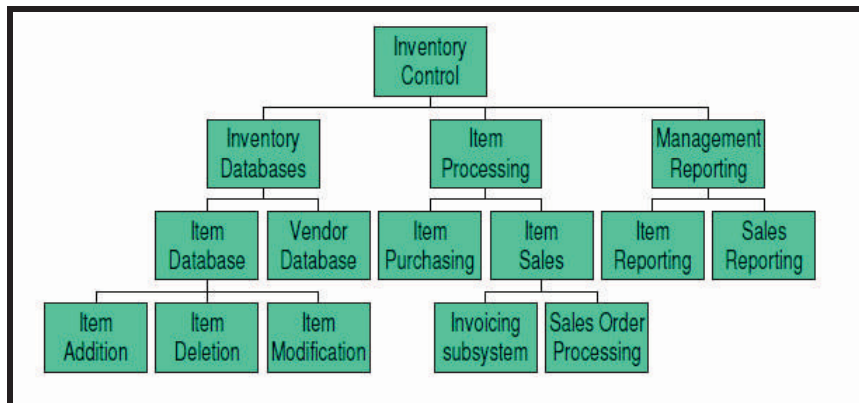 Inventory
Control
Inventory
Databases
Item
Processing
Management
Reporting
Item
Database
Vendor
Database
Item
Purchasing
Item
Sales
Item
Reporting
Sales
Reporting
Item
Addition
Item
Deletion
Item
Modification
Invoicing
subsystem
Sales Order
Processing